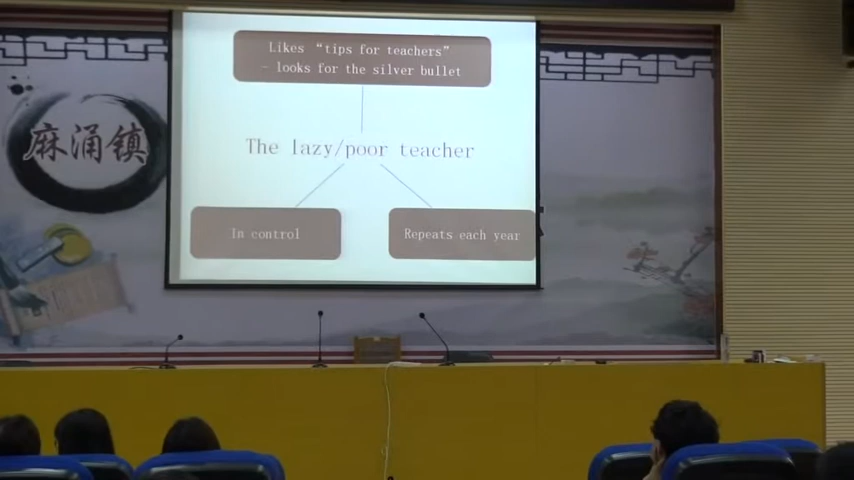 Likes “tips for teachers”
- looks for the silver bullet
The lazy/poor teacher
In control
Repeats each year
麻涌镇